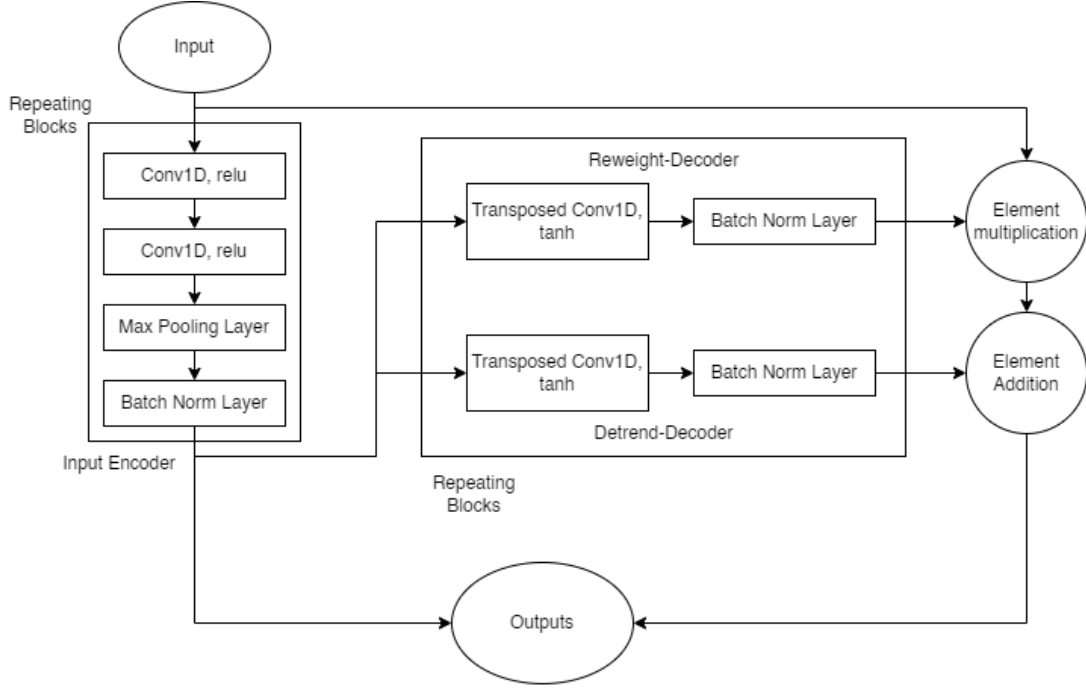 Input
Repeating
Blocks
Conv1D, relu
Conv1D, relu
Max Pooling Layer
Batch Norm Layer
Input Encoder
Reweight-Decoder
Transposed Conv1D,
tanh
Batch Norm Layer
Element
multiplication
Transposed Conv1D,
tanh
Batch Norm Layer
Element
Addition
Detrend-Decoder
Repeating
Blocks
Outputs